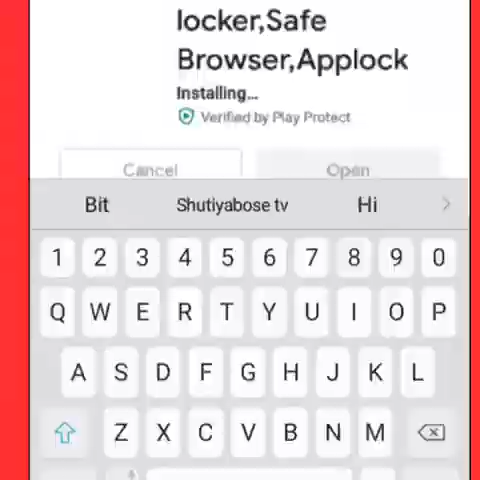 locker,Safe
Browser,Applock
Installing...
Verified by Play Protect
Cancel Open
Bit Shutiyabose tv Hi
1 2 3 4 5 6 7 8 9 0
Q W E R T Y U I O P
A S D F G H J K L
Z X C V B N M